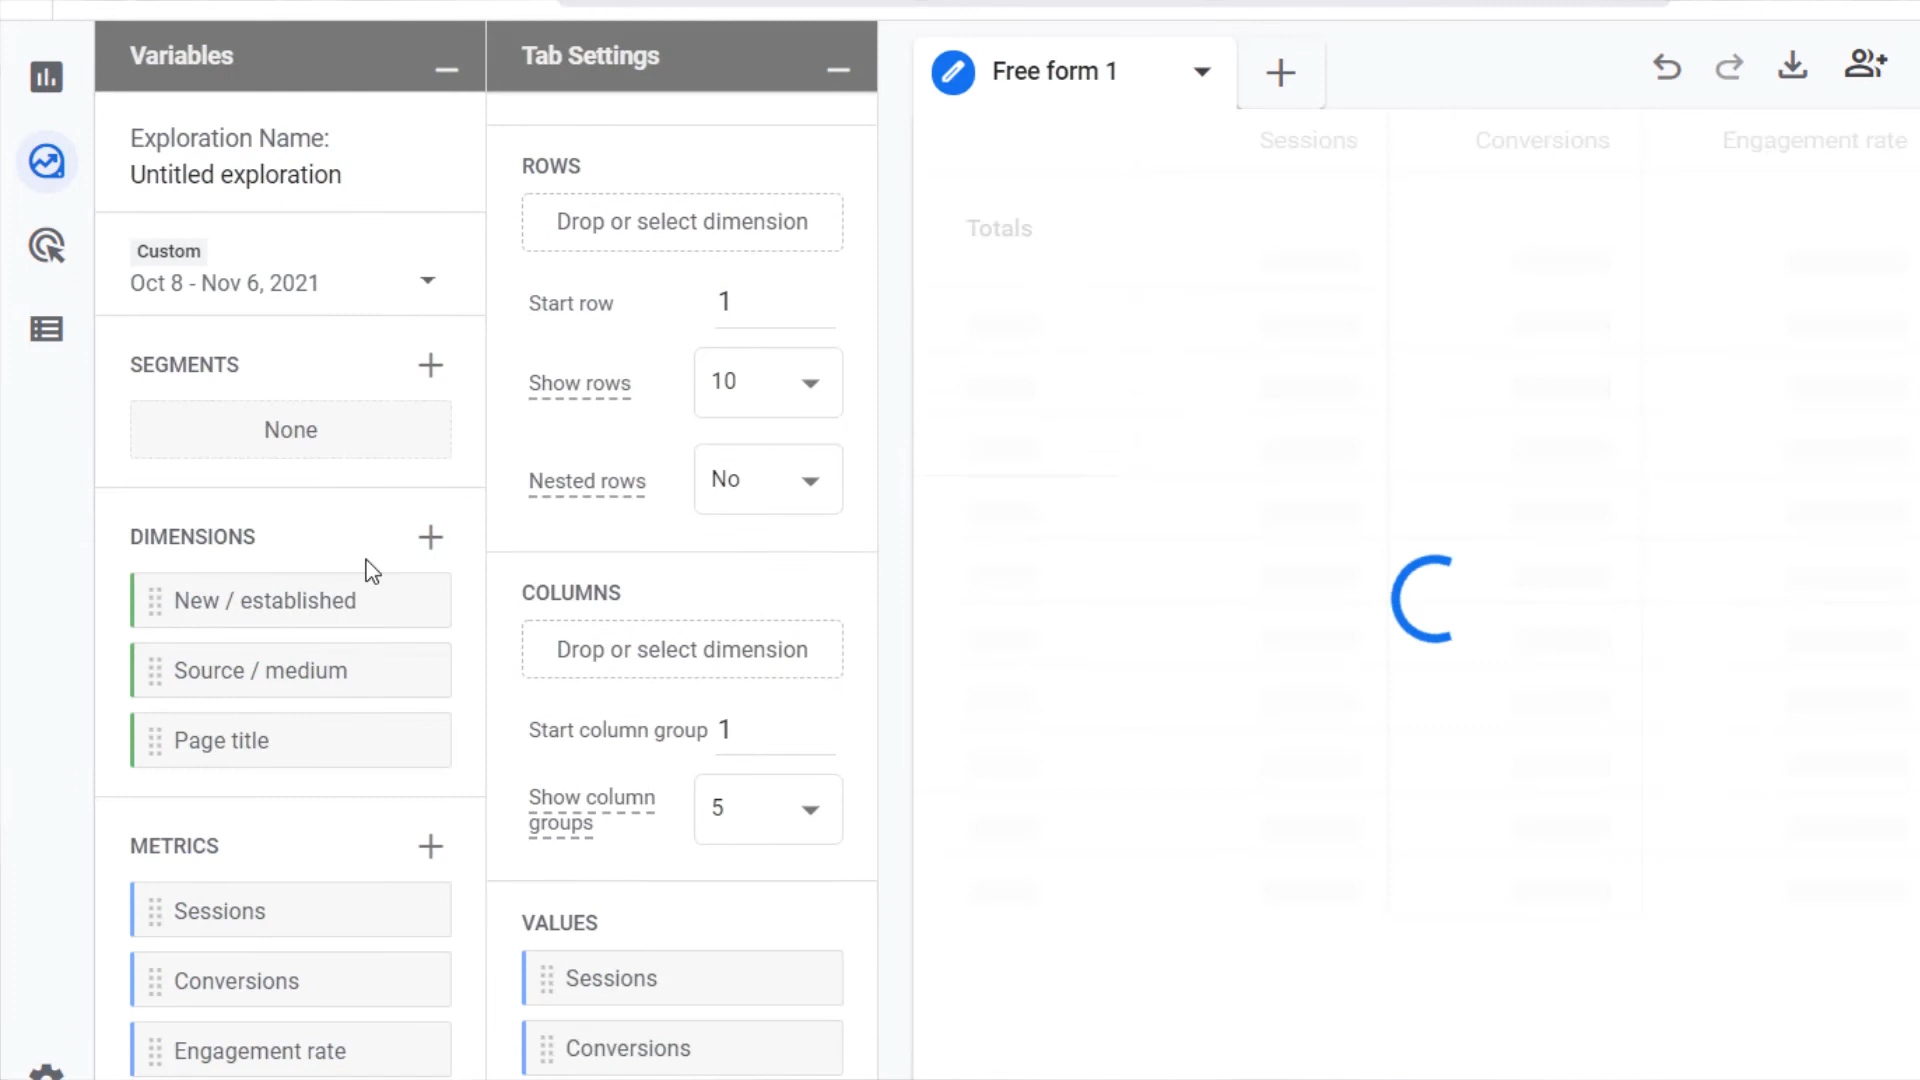 Variables
Exploration Name:
Untitled exploration
Custom
Oct 8 - Nov 6, 2021
SEGMENTS
None
DIMENSIONS
New / established
Source / medium
Page title
METRICS
Sessions
Conversions
Engagement rate
Tab Settings
ROWS
Drop or select dimension
Start row 1
Show rows 10
Nested rows No
COLUMNS
Drop or select dimension
Start column group 1
Show column
groups 5
VALUES
Sessions
Conversions
Free form 1
Sessions Conversions Engagement rate
Totals